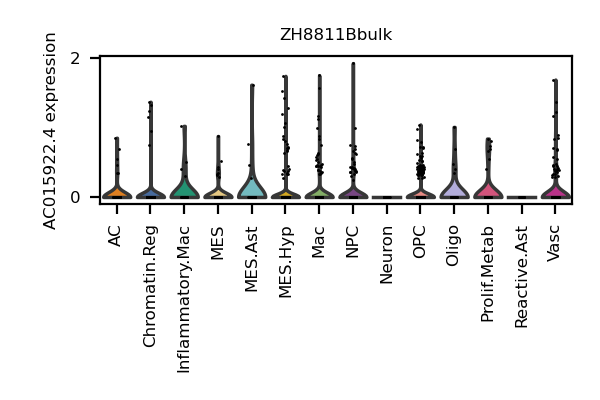 ZH8811Bbulk
AC015922.4 expression
2
0
AC
Chromatin.Reg
Inflammatory.Mac
MES
MES.Ast
MES.Hyp
Mac
NPC
Neuron
OPC
Oligo
Prolif.Metab
Reactive.Ast
Vasc